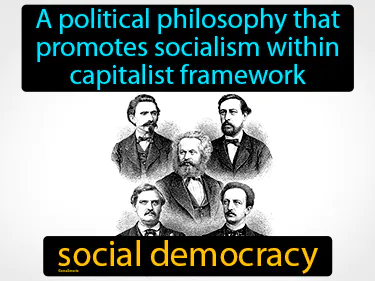 A political philosophy that
promotes socialism within
capitalist framework
social democracy